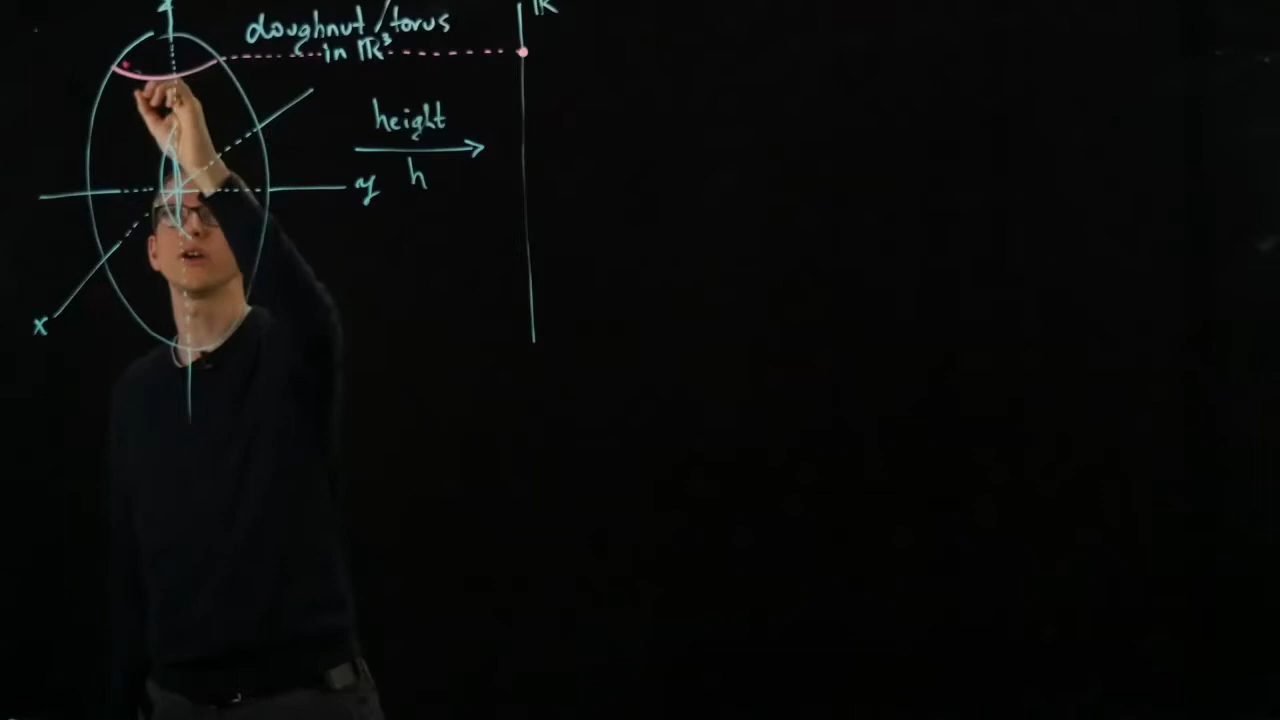 doughnut / torus
in ℝ³
ℝ
height
h
y
x